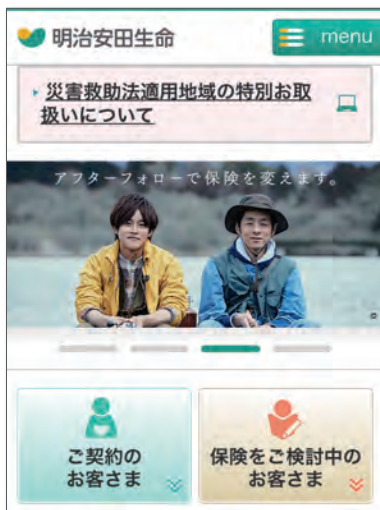 明治安田生命
menu
災害救助法適用地域の特別お取
扱いについて
アフターフォローで保険を変えます。
ご契約の
お客さま
保険をご検討中の
お客さま